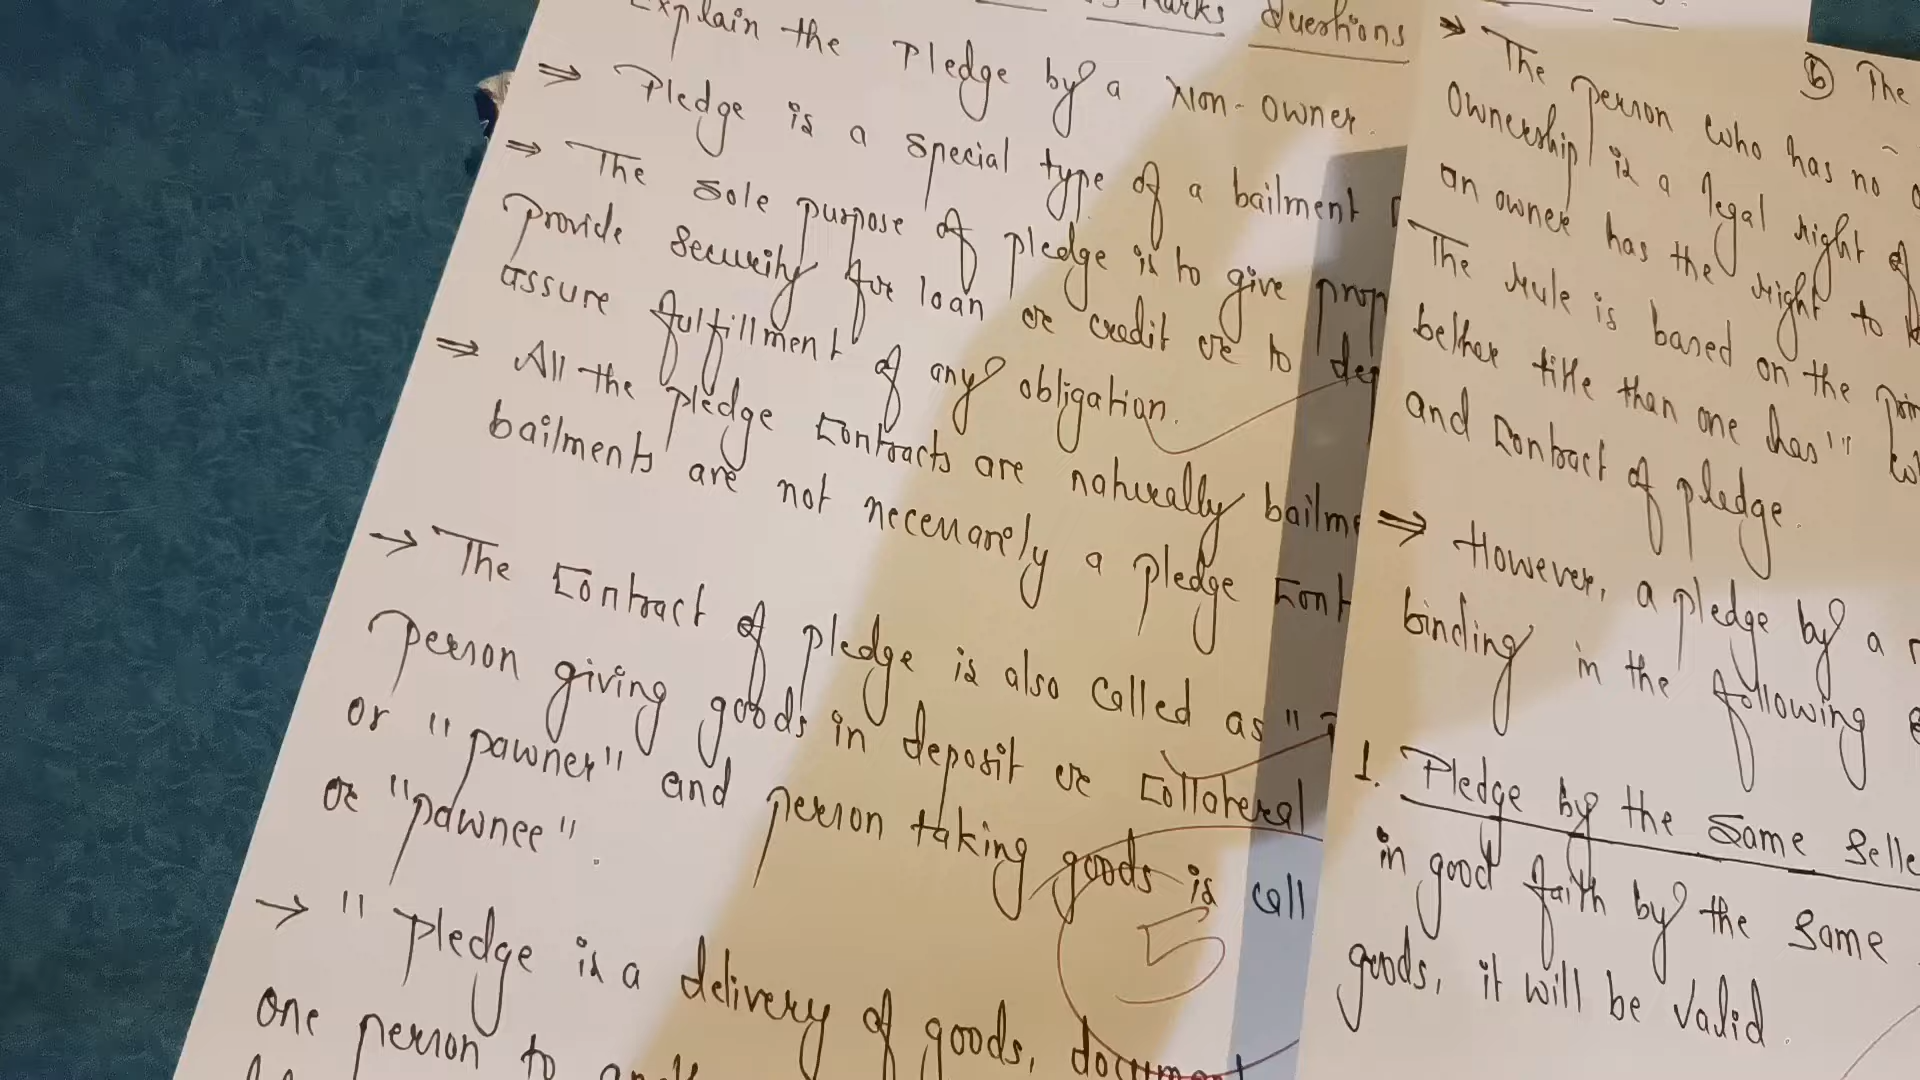 Marks Questions
Explain the Pledge by a Non-owner.
⇒ Pledge is a special type of a bailment
⇒ The sole purpose of pledge is to give
provide security for loan or credit or to
assure fulfillment of any obligation.
⇒ All the pledge contracts are naturally
bailments are not necessarely a pledge
→ The contract of pledge is also called as "
person giving goods in deposit or collateral
or "pawner" and person taking goods is call
or "pawnee".
→ "Pledge is a delivery of goods, document
one person to
5
ⓑ The
→ The person who has no
ownership is a legal right of
an owner has the right to
The rule is based on the
better title than one has"
and contract of pledge.
⇒ However, a pledge by a
binding in the following
1. Pledge by the same
in good faith by the same
goods, it will be valid.